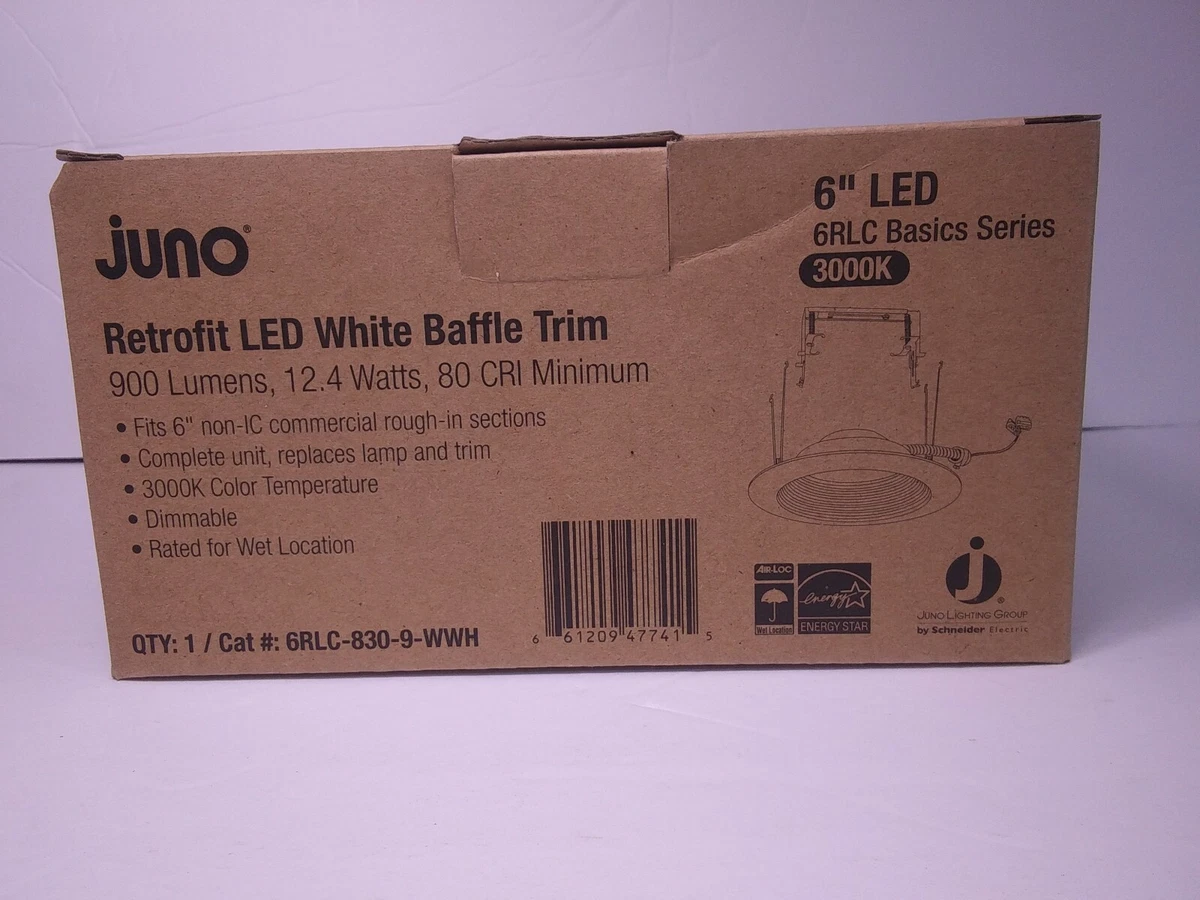 juno®
6" LED
6RLC Basics Series
3000K
Retrofit LED White Baffle Trim
900 Lumens, 12.4 Watts, 80 CRI Minimum
• Fits 6" non-IC commercial rough-in sections
• Complete unit, replaces lamp and trim
• 3000K Color Temperature
• Dimmable
• Rated for Wet Location
QTY: 1 / Cat #: 6RLC-830-9-WWH
6 61209 47741 5
AIR-LOC
Wet Location
energy
ENERGY STAR
j®
JUNO LIGHTING GROUP
by Schneider Electric